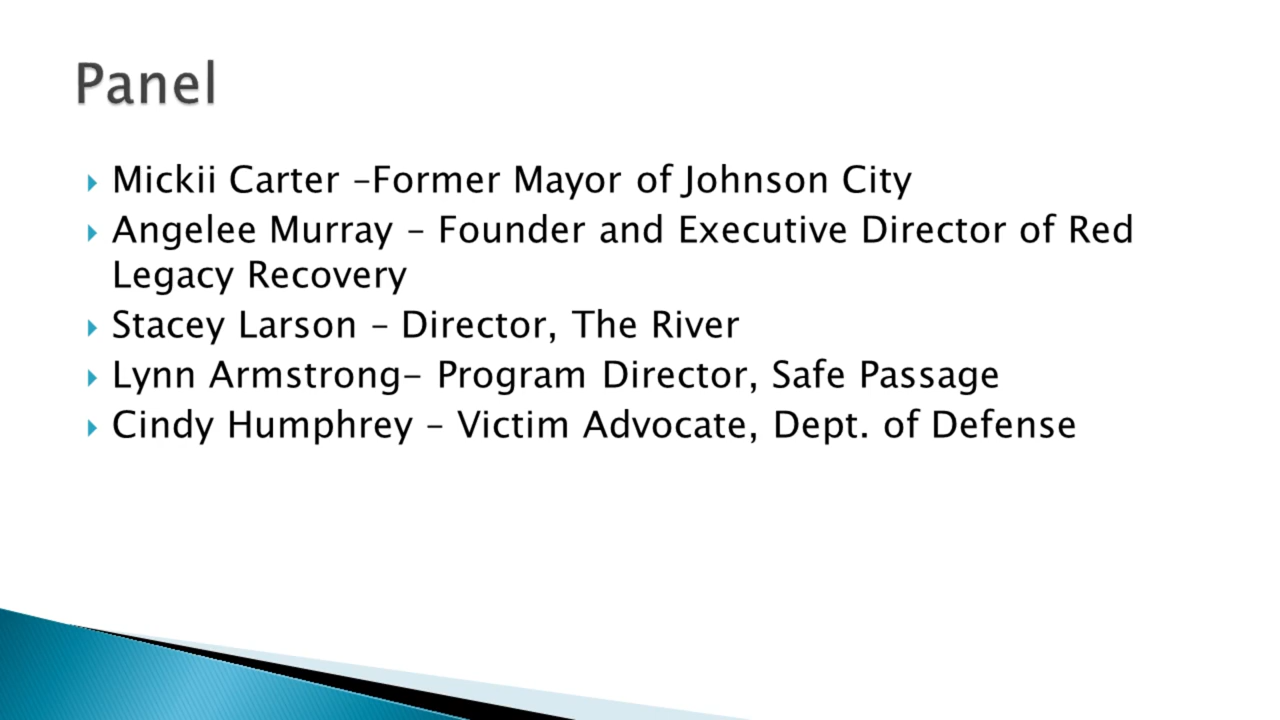 Panel
Mickii Carter –Former Mayor of Johnson City
Angelee Murray – Founder and Executive Director of Red
Legacy Recovery
Stacey Larson – Director, The River
Lynn Armstrong– Program Director, Safe Passage
Cindy Humphrey – Victim Advocate, Dept. of Defense